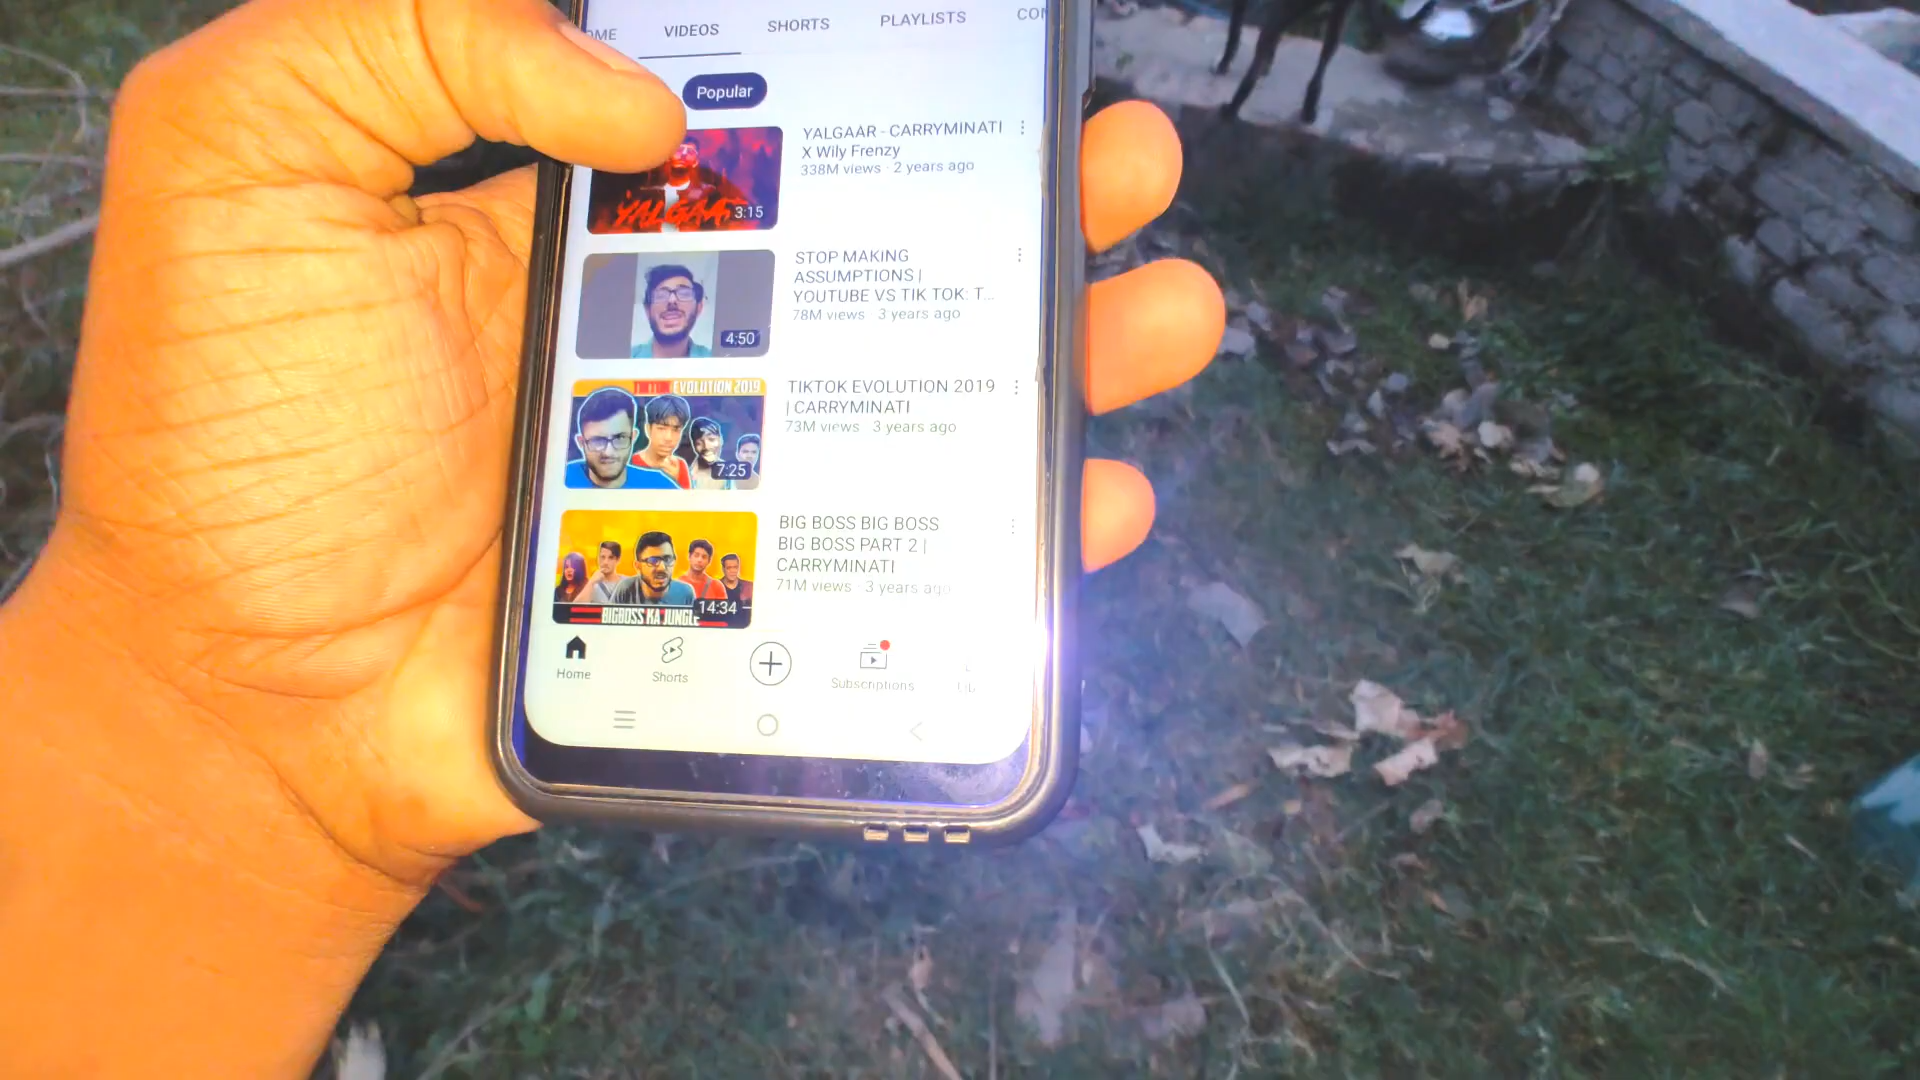 OME VIDEOS SHORTS PLAYLISTS CO
Popular
YALGAAR - CARRYMINATI
X Wily Frenzy
338M views · 2 years ago
YALGAA
3:15
STOP MAKING
ASSUMPTIONS |
YOUTUBE VS TIK TOK: T...
78M views · 3 years ago
4:50
EVOLUTION 2019
TIKTOK EVOLUTION 2019
| CARRYMINATI
73M views · 3 years ago
7:25
BIG BOSS BIG BOSS
BIG BOSS PART 2 |
CARRYMINATI
71M views · 3 years ago
14:34
BIGBOSS KA JUNGLE
Home Shorts Subscriptions